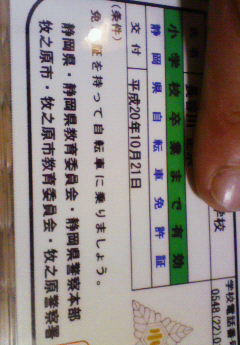 小学校卒業まで有効
静岡県自転車免許証
交付 平成20年10月21日
(条件)
免 証を持って自転車に乗りましょう。
静岡県・静岡県教育委員会・静岡県警察本部
牧之原市・牧之原市教育委員会・牧之原警察署
学校
学校電話番
0548(22)0